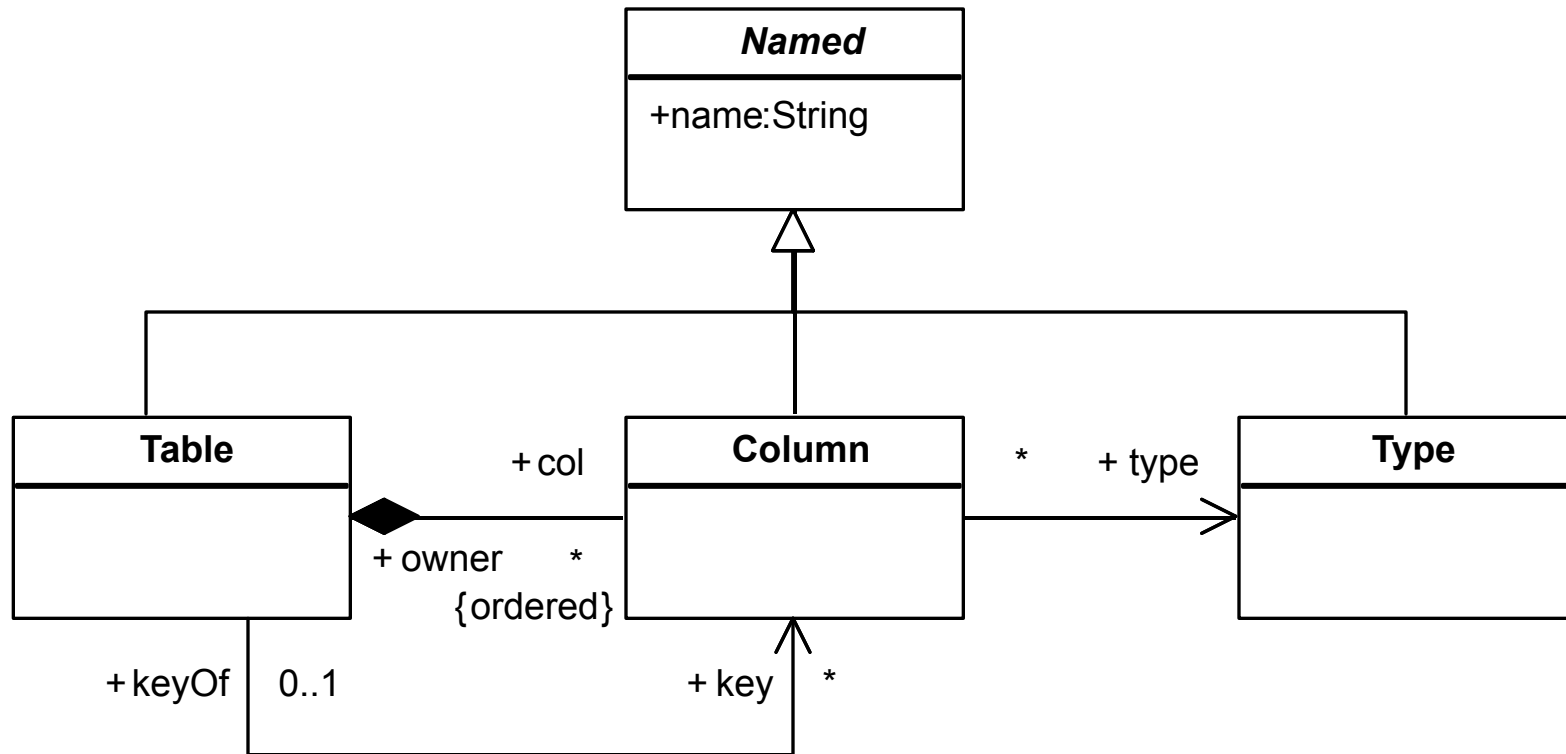 Named
+name:String
Table
Column
Type
+col
* + type
+ owner *
{ordered}
+keyOf 0..1 + key *